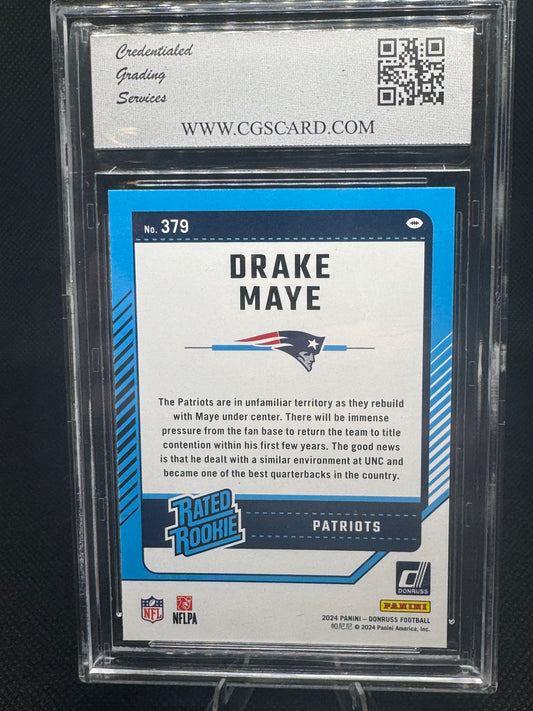 Credentialed
Grading
Services
WWW.CGSCARD.COM
No. 379
DRAKE
MAYE
The Patriots are in unfamiliar territory as they rebuild
with Maye under center. There will be immense
pressure from the fan base to return the team to title
contention within his first few years. The good news
is that he dealt with a similar environment at UNC and
became one of the best quarterbacks in the country.
RATED
ROOKIE
PATRIOTS
DONRUSS
PANINI
NFL
NFLPA
2024 PANINI – DONRUSS FOOTBALL
帕尼尼 © 2024 Panini America, Inc.